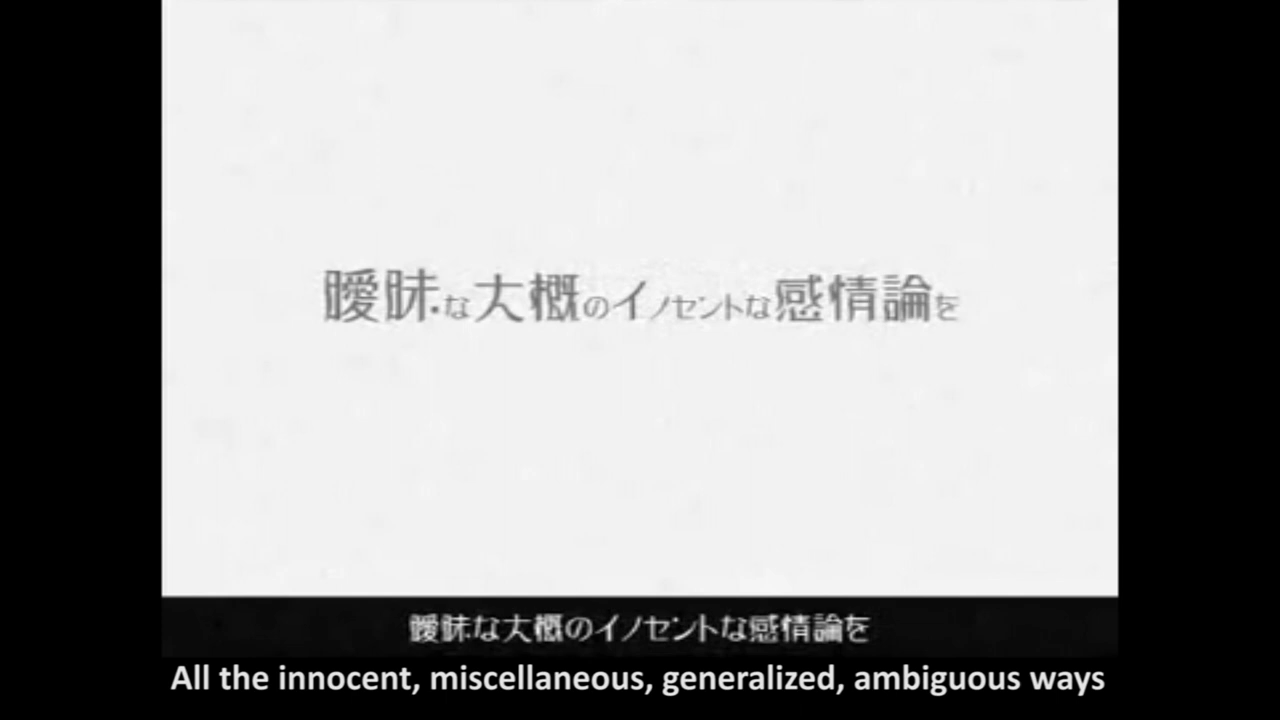 曖昧な大概のイノセントな感情論を
曖昧な大概のイノセントな感情論を
All the innocent, miscellaneous, generalized, ambiguous ways